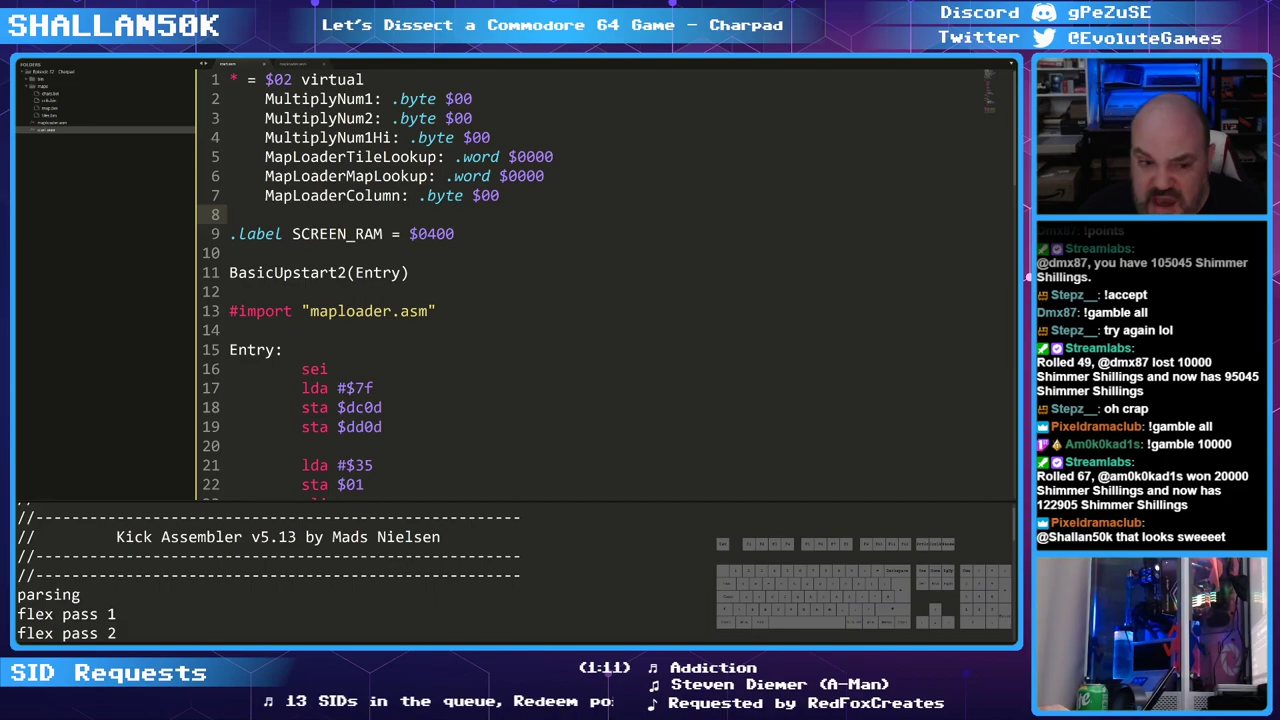 SHALLAN50K
Let's Dissect a Commodore 64 Game - Charpad
Discord gPeZuSE
Twitter @EvoluteGames
FOLDERS
1 * = $02 virtual
2 MultiplyNum1: .byte $00
3 MultiplyNum2: .byte $00
4 MultiplyNum1Hi: .byte $00
5 MapLoaderTileLookup: .word $0000
6 MapLoaderMapLookup: .word $0000
7 MapLoaderColumn: .byte $00
8
9 .label SCREEN_RAM = $0400
10
11 BasicUpstart2(Entry)
12
13 #import "maploader.asm"
14
15 Entry:
16 sei
17 lda #$7f
18 sta $dc0d
19 sta $dd0d
20
21 lda #$35
22 sta $01
//------------------------------------------------------
// Kick Assembler v5.13 by Mads Nielsen
//------------------------------------------------------
//------------------------------------------------------
parsing
flex pass 1
flex pass 2
Dmx87: !points
Streamlabs:
@dmx87, you have 105045 Shimmer
Shillings.
Stepz__: !accept
Dmx87: !gamble all
Stepz__: try again lol
Streamlabs:
Rolled 49, @dmx87 lost 10000
Shimmer Shillings and now has 95045
Shimmer Shillings
Stepz__: oh crap
Pixeldramaclub: !gamble all
Am0k0kad1s: !gamble 10000
Streamlabs:
Rolled 67, @am0k0kad1s won 20000
Shimmer Shillings and now has
122905 Shimmer Shillings
Pixeldramaclub:
@Shallan50k that looks sweeeet
SID Requests
(1:11) ♫ Addiction
♫ Steven Diemer (A-Man)
♪ Requested by RedFoxCreates
♬ 13 SIDs in the queue, Redeem po